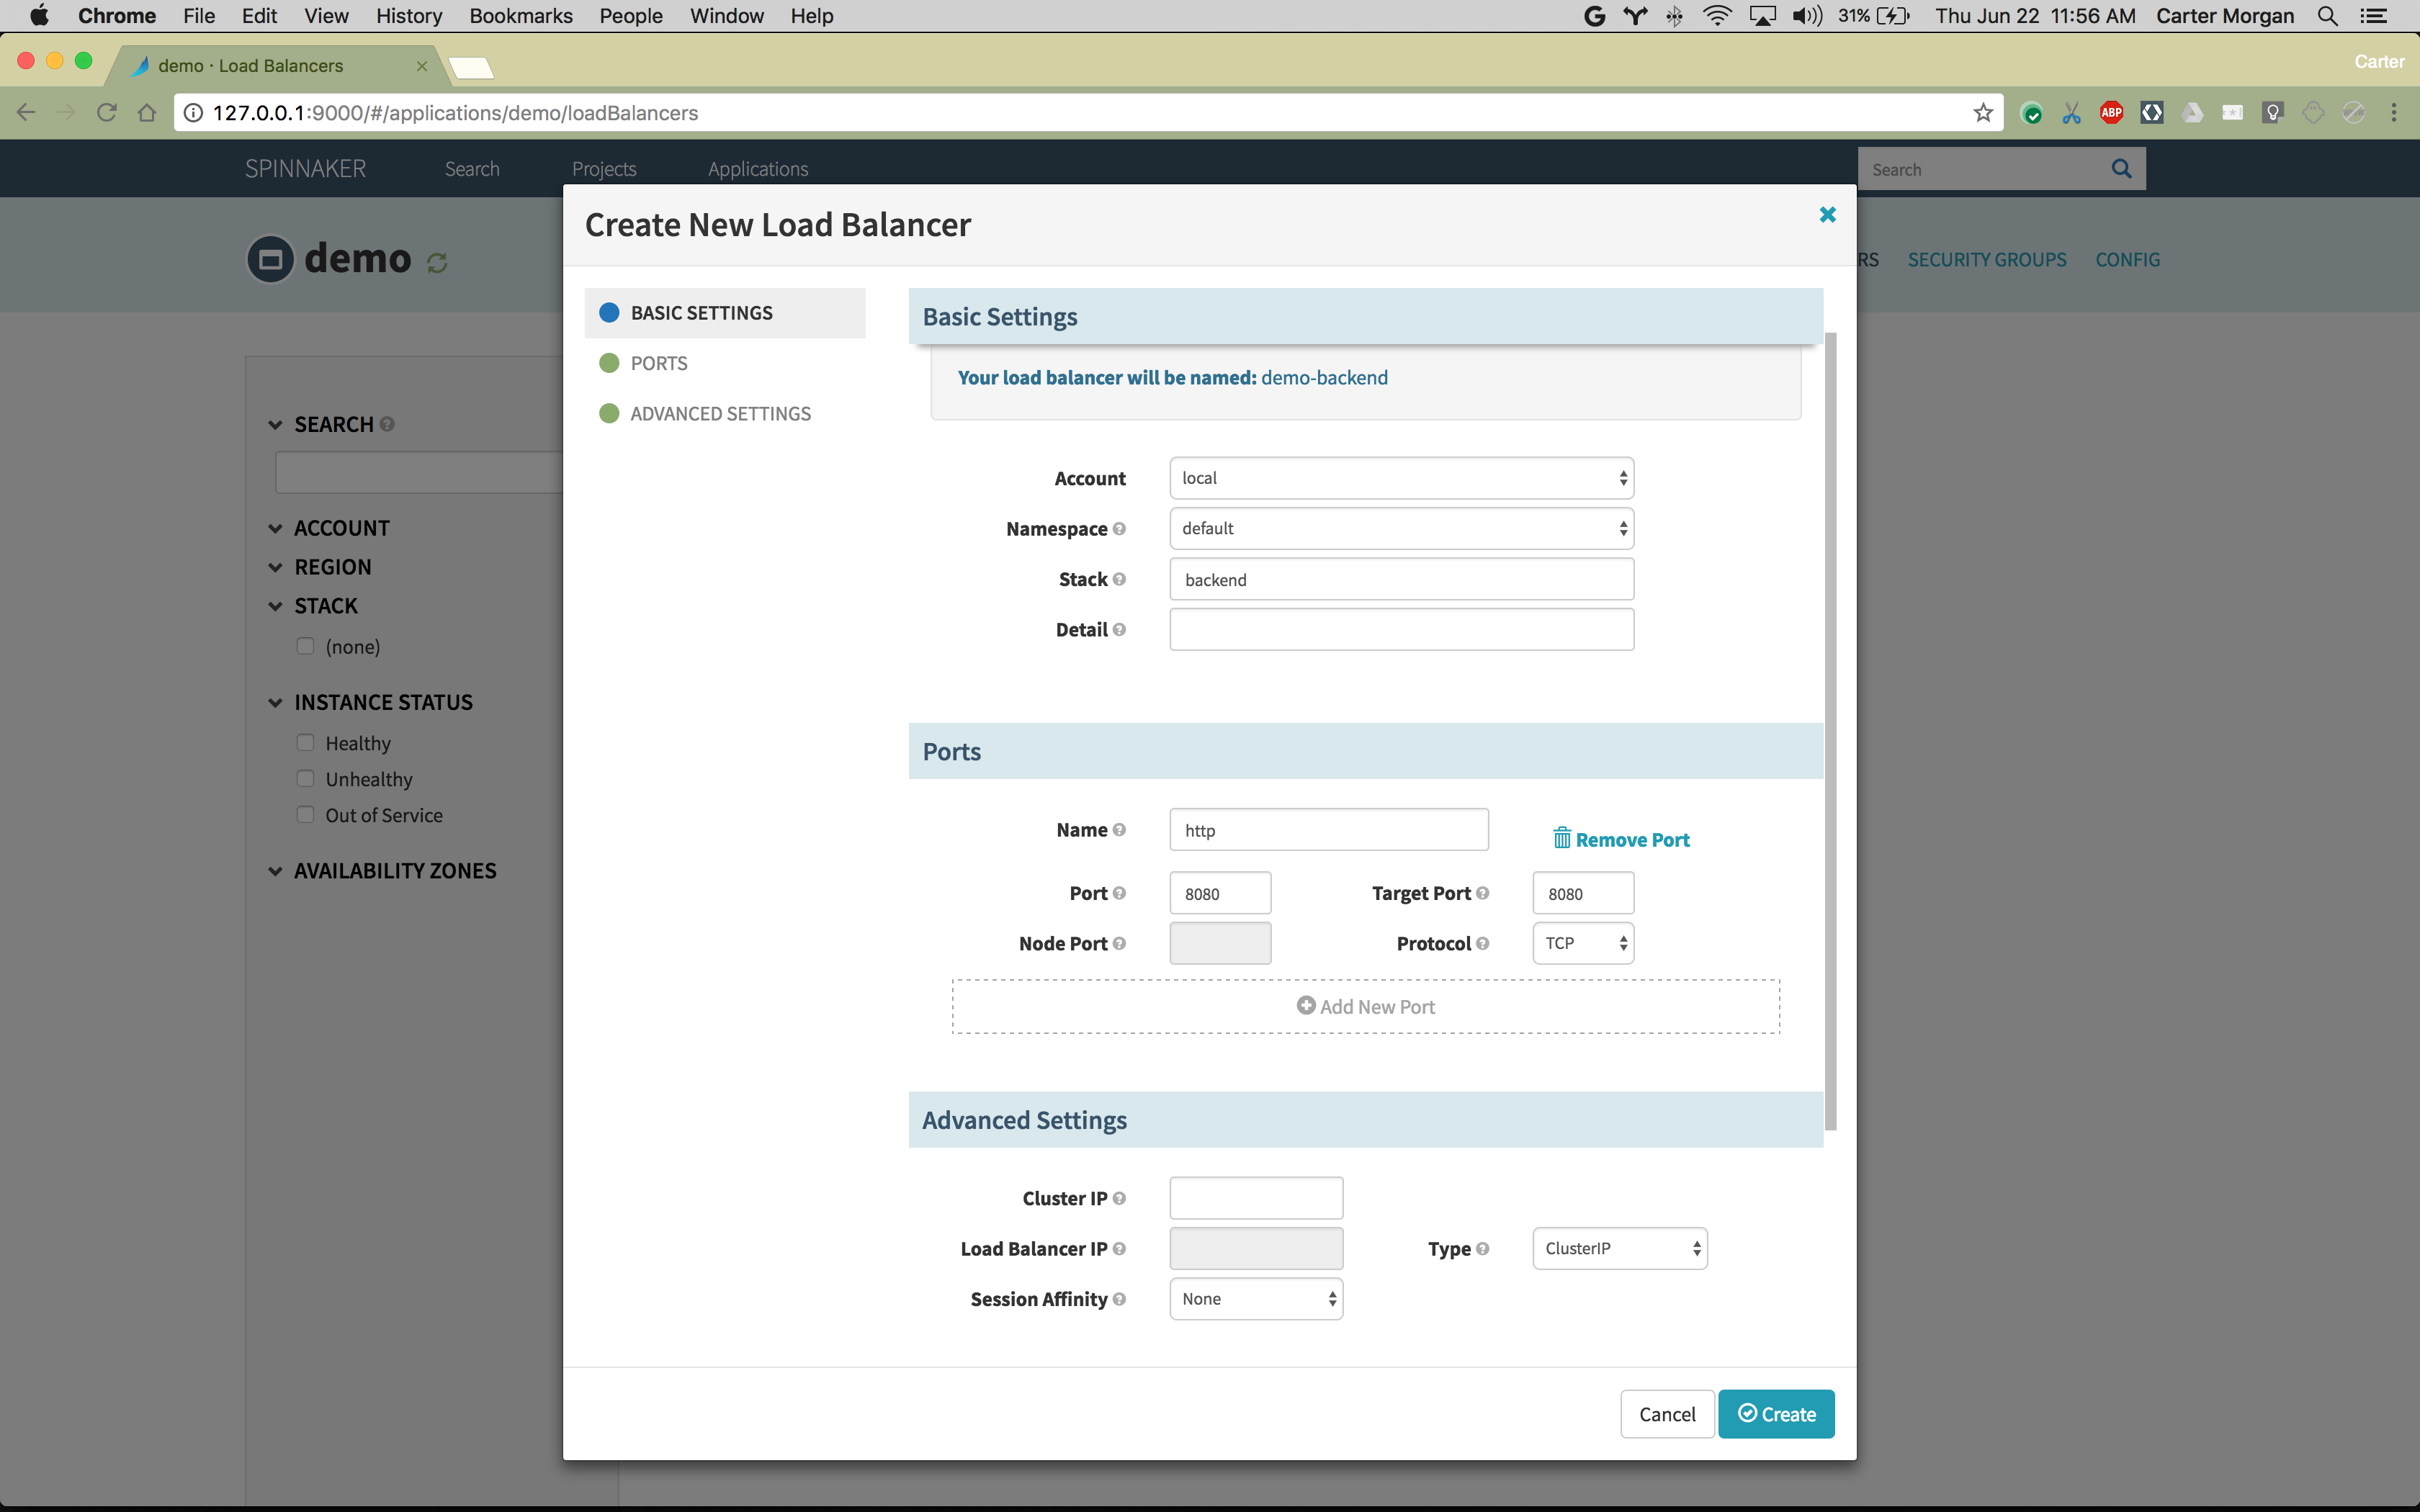 Chrome File Edit View History Bookmarks People Window Help 31% Thu Jun 22 11:56 AM Carter Morgan
demo · Load Balancers
Carter
127.0.0.1:9000/#/applications/demo/loadBalancers
ABP
SPINNAKER Search Projects Applications Search
demo
RS SECURITY GROUPS CONFIG
SEARCH
ACCOUNT
REGION
STACK
(none)
INSTANCE STATUS
Healthy
Unhealthy
Out of Service
AVAILABILITY ZONES
Create New Load Balancer
BASIC SETTINGS
PORTS
ADVANCED SETTINGS
Basic Settings
Your load balancer will be named: demo-backend
Account local
Namespace default
Stack backend
Detail
Ports
Name http Remove Port
Port 8080 Target Port 8080
Node Port Protocol TCP
Add New Port
Advanced Settings
Cluster IP
Load Balancer IP Type ClusterIP
Session Affinity None
Cancel Create